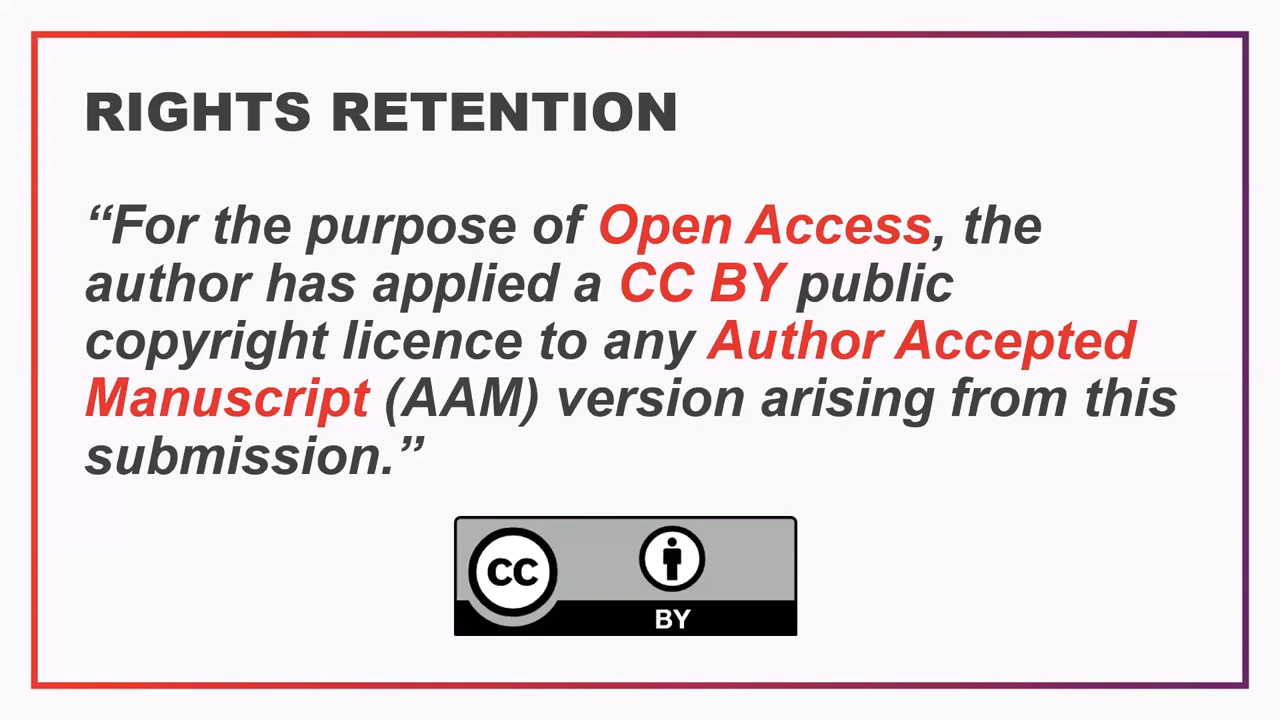 RIGHTS RETENTION
“For the purpose of Open Access, the
author has applied a CC BY public
copyright licence to any Author Accepted
Manuscript (AAM) version arising from this
submission.”
CC
BY